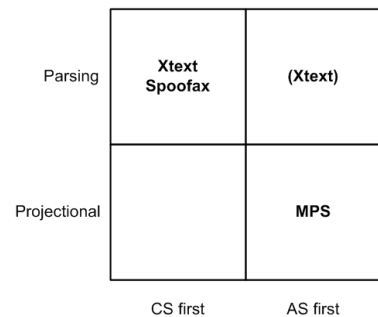 Parsing
Xtext
Spoofax
(Xtext)
Projectional
MPS
CS first
AS first